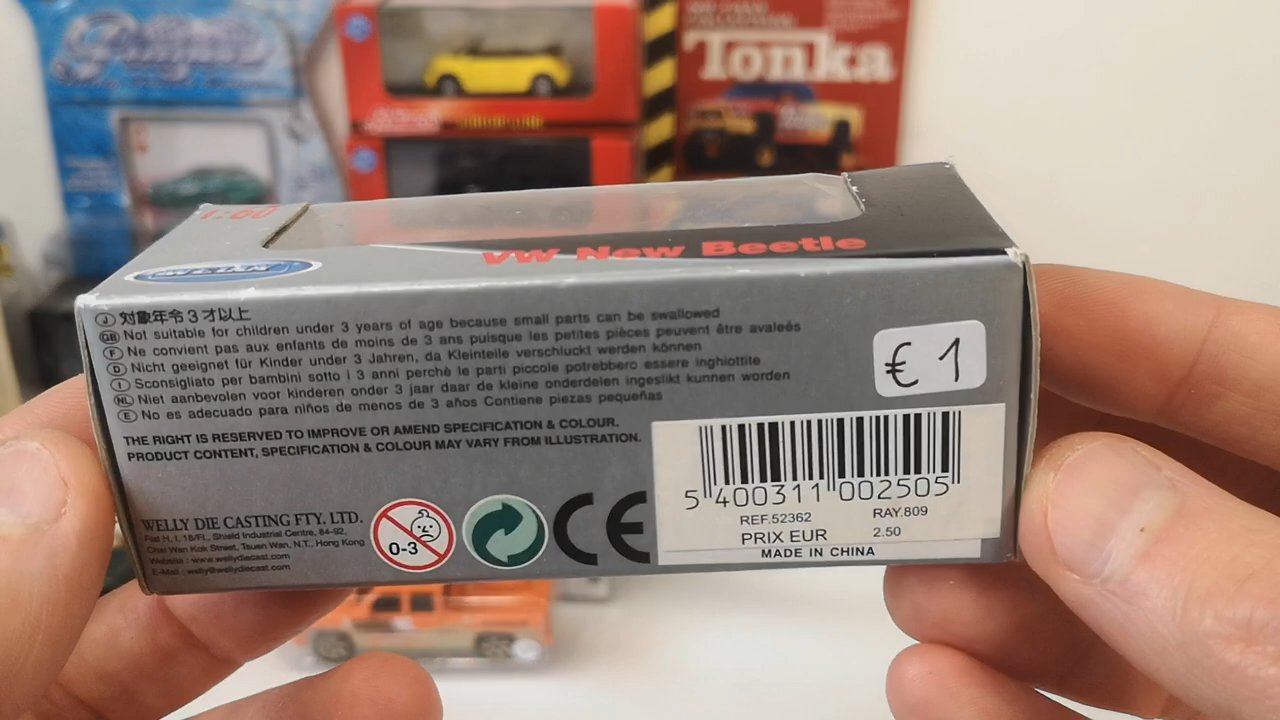 Tonka
1:60
WELLY
VW New Beetle
J 対象年令3才以上
GB Not suitable for children under 3 years of age because small parts can be swallowed
F Ne convient pas aux enfants de moins de 3 ans puisque les petites pièces peuvent être avaleés
D Nicht geeignet für Kinder unter 3 Jahren, da Kleinteile verschluckt werden können
I Sconsigliato per bambini sotto i 3 anni perchè le parti piccole potrebbero essere inghiottite
NL Niet aanbevolen voor kinderen onder 3 jaar daar de kleine onderdelen ingeslikt kunnen worden
E No es adecuado para niños de menos de 3 años Contiene piezas pequeñas
THE RIGHT IS RESERVED TO IMPROVE OR AMEND SPECIFICATION & COLOUR.
PRODUCT CONTENT, SPECIFICATION & COLOUR MAY VARY FROM ILLUSTRATION.
€ 1
WELLY DIE CASTING FTY. LTD.
Flat H, I, 18/Fl., Shield Industrial Centre, 84-92,
Chai Wan Kok Street, Tsuen Wan, N.T., Hong Kong
Website : www.wellydiecast.com
E-Mail : welly@wellydiecast.com
0-3
CE
5 400311 002505
REF.52362 RAY.809
PRIX EUR 2.50
MADE IN CHINA